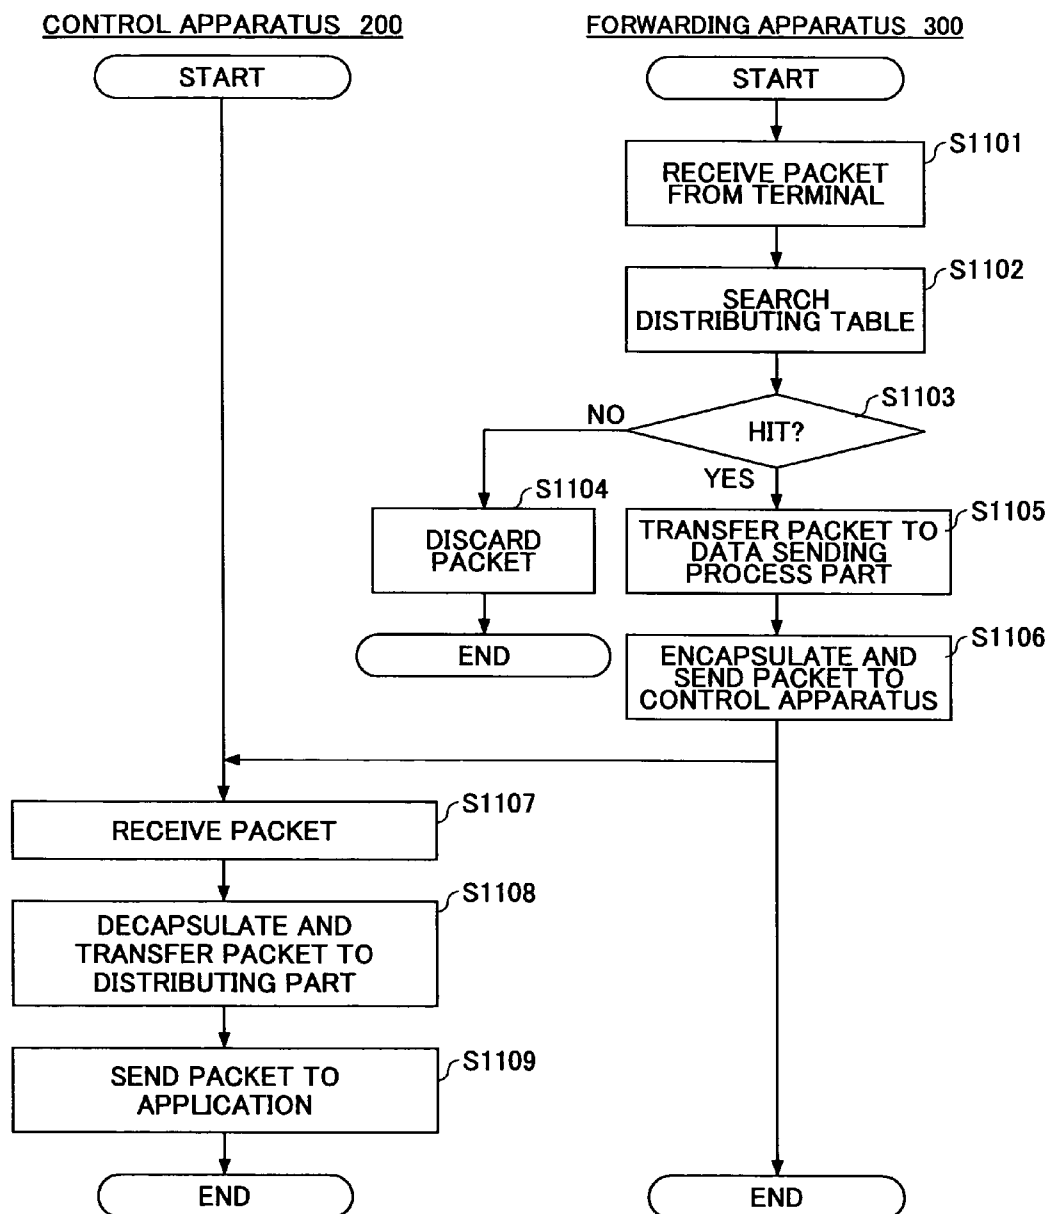 CONTROL APPARATUS 200
FORWARDING APPARATUS 300
START
START
S1101
RECEIVE PACKET
FROM TERMINAL
S1102
SEARCH
DISTRIBUTING TABLE
S1103
HIT?
NO
YES
S1104
DISCARD
PACKET
END
S1105
TRANSFER PACKET TO
DATA SENDING
PROCESS PART
S1106
ENCAPSULATE AND
SEND PACKET TO
CONTROL APPARATUS
S1107
RECEIVE PACKET
S1108
DECAPSULATE AND
TRANSFER PACKET TO
DISTRIBUTING PART
S1109
SEND PACKET TO
APPLICATION
END
END